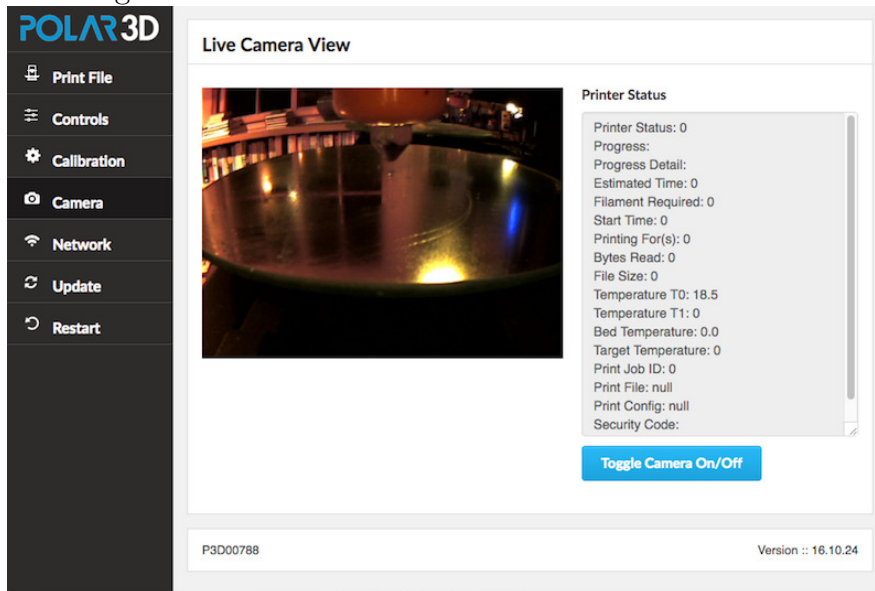 POLAR3D
Print File
Controls
Calibration
Camera
Network
Update
Restart
Live Camera View
Printer Status
Printer Status: 0
Progress:
Progress Detail:
Estimated Time: 0
Filament Required: 0
Start Time: 0
Printing For(s): 0
Bytes Read: 0
File Size: 0
Temperature T0: 18.5
Temperature T1: 0
Bed Temperature: 0.0
Target Temperature: 0
Print Job ID: 0
Print File: null
Print Config: null
Security Code:
Toggle Camera On/Off
P3D00788
Version :: 16.10.24